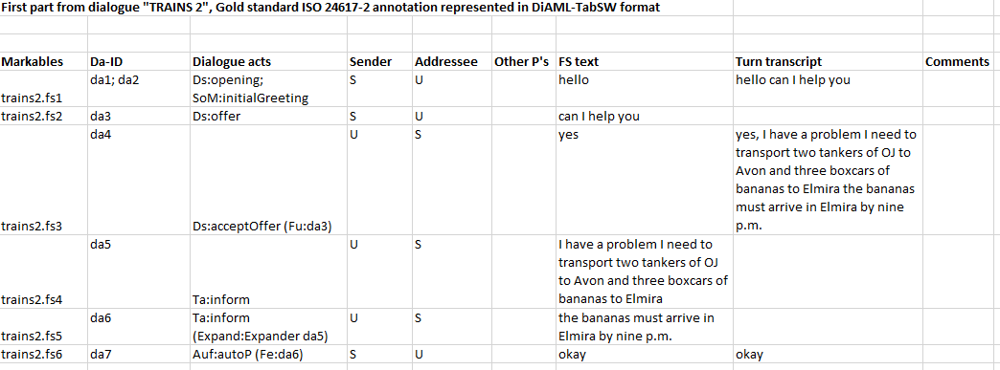 First part from dialogue "TRAINS 2", Gold standard ISO 24617-2 annotation represented in DiAML-TabSW format
Markables Da-ID Dialogue acts Sender Addressee Other P's FS text Turn transcript Comments
da1; da2 Ds:opening; S U hello hello can I help you
trains2.fs1 SoM:initialGreeting
trains2.fs2 da3 Ds:offer S U can I help you
da4 U S yes yes, I have a problem I need to
transport two tankers of OJ to
Avon and three boxcars of
bananas to Elmira the bananas
must arrive in Elmira by nine
trains2.fs3 Ds:acceptOffer (Fu:da3) p.m.
da5 U S I have a problem I need to
transport two tankers of OJ
to Avon and three boxcars of
trains2.fs4 Ta:inform bananas to Elmira
da6 Ta:inform U S the bananas must arrive in
trains2.fs5 (Expand:Expander da5) Elmira by nine p.m.
trains2.fs6 da7 Auf:autoP (Fe:da6) S U okay okay